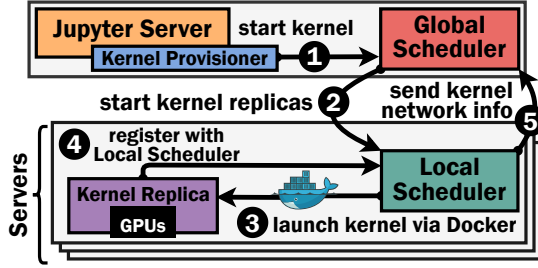 Jupyter Server
Kernel Provisioner
start kernel
1
Global
Scheduler
start kernel replicas
2
send kernel
network info
5
Servers
4
register with
Local Scheduler
Kernel Replica
GPUs
Local
Scheduler
3
launch kernel via Docker